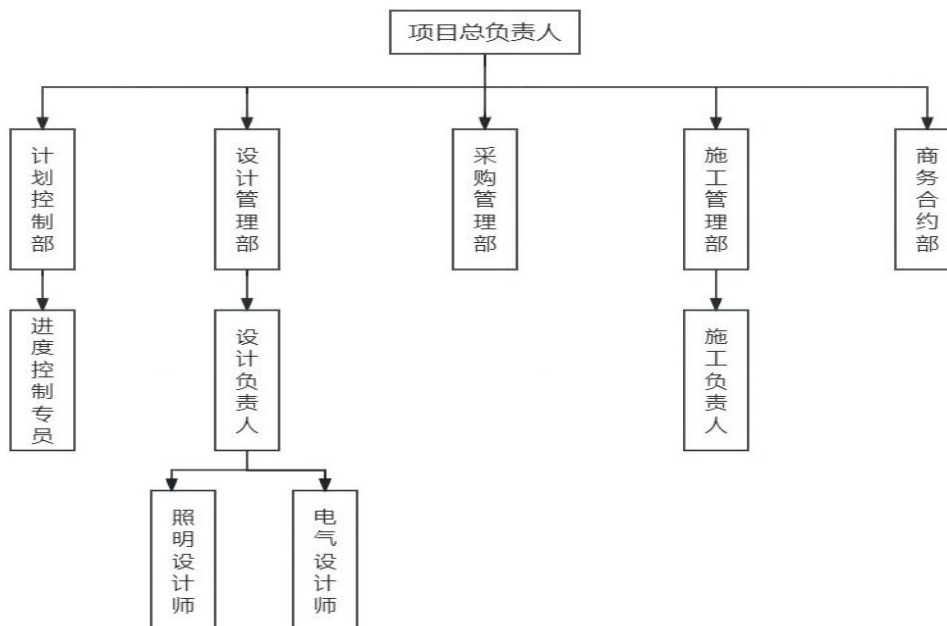 项目总负责人
计划控制部
设计管理部
采购管理部
施工管理部
商务合约部
进度控制专员
设计负责人
施工负责人
照明设计师
电气设计师